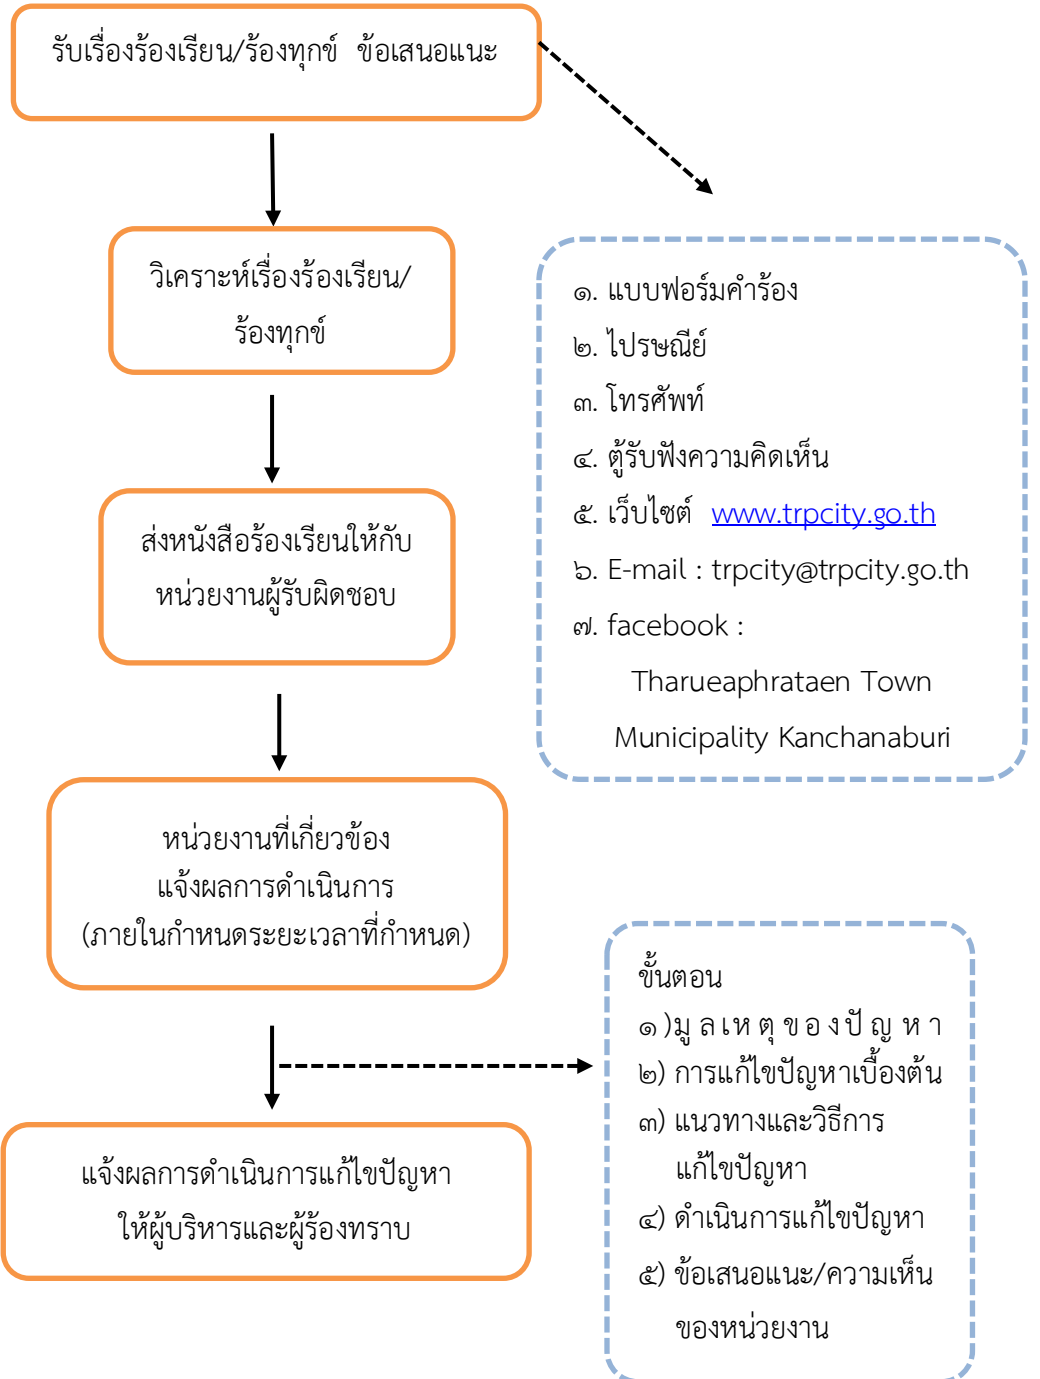 รับเรื่องร้องเรียน/ร้องทุกข์ ข้อเสนอแนะ
วิเคราะห์เรื่องร้องเรียน/
ร้องทุกข์
๑. แบบฟอร์มคำร้อง
๒. ไปรษณีย์
๓. โทรศัพท์
๔. ตู้รับฟังความคิดเห็น
๕. เว็บไซต์ www.trpcity.go.th
๖. E-mail : trpcity@trpcity.go.th
๗. facebook :
Tharueaphrataen Town
Municipality Kanchanaburi
ส่งหนังสือร้องเรียนให้กับ
หน่วยงานผู้รับผิดชอบ
หน่วยงานที่เกี่ยวข้อง
แจ้งผลการดำเนินการ
(ภายในกำหนดระยะเวลาที่กำหนด)
ขั้นตอน
๑)มูลเหตุของปัญหา
๒) การแก้ไขปัญหาเบื้องต้น
๓) แนวทางและวิธีการ
แก้ไขปัญหา
๔) ดำเนินการแก้ไขปัญหา
๕) ข้อเสนอแนะ/ความเห็น
ของหน่วยงาน
แจ้งผลการดำเนินการแก้ไขปัญหา
ให้ผู้บริหารและผู้ร้องทราบ